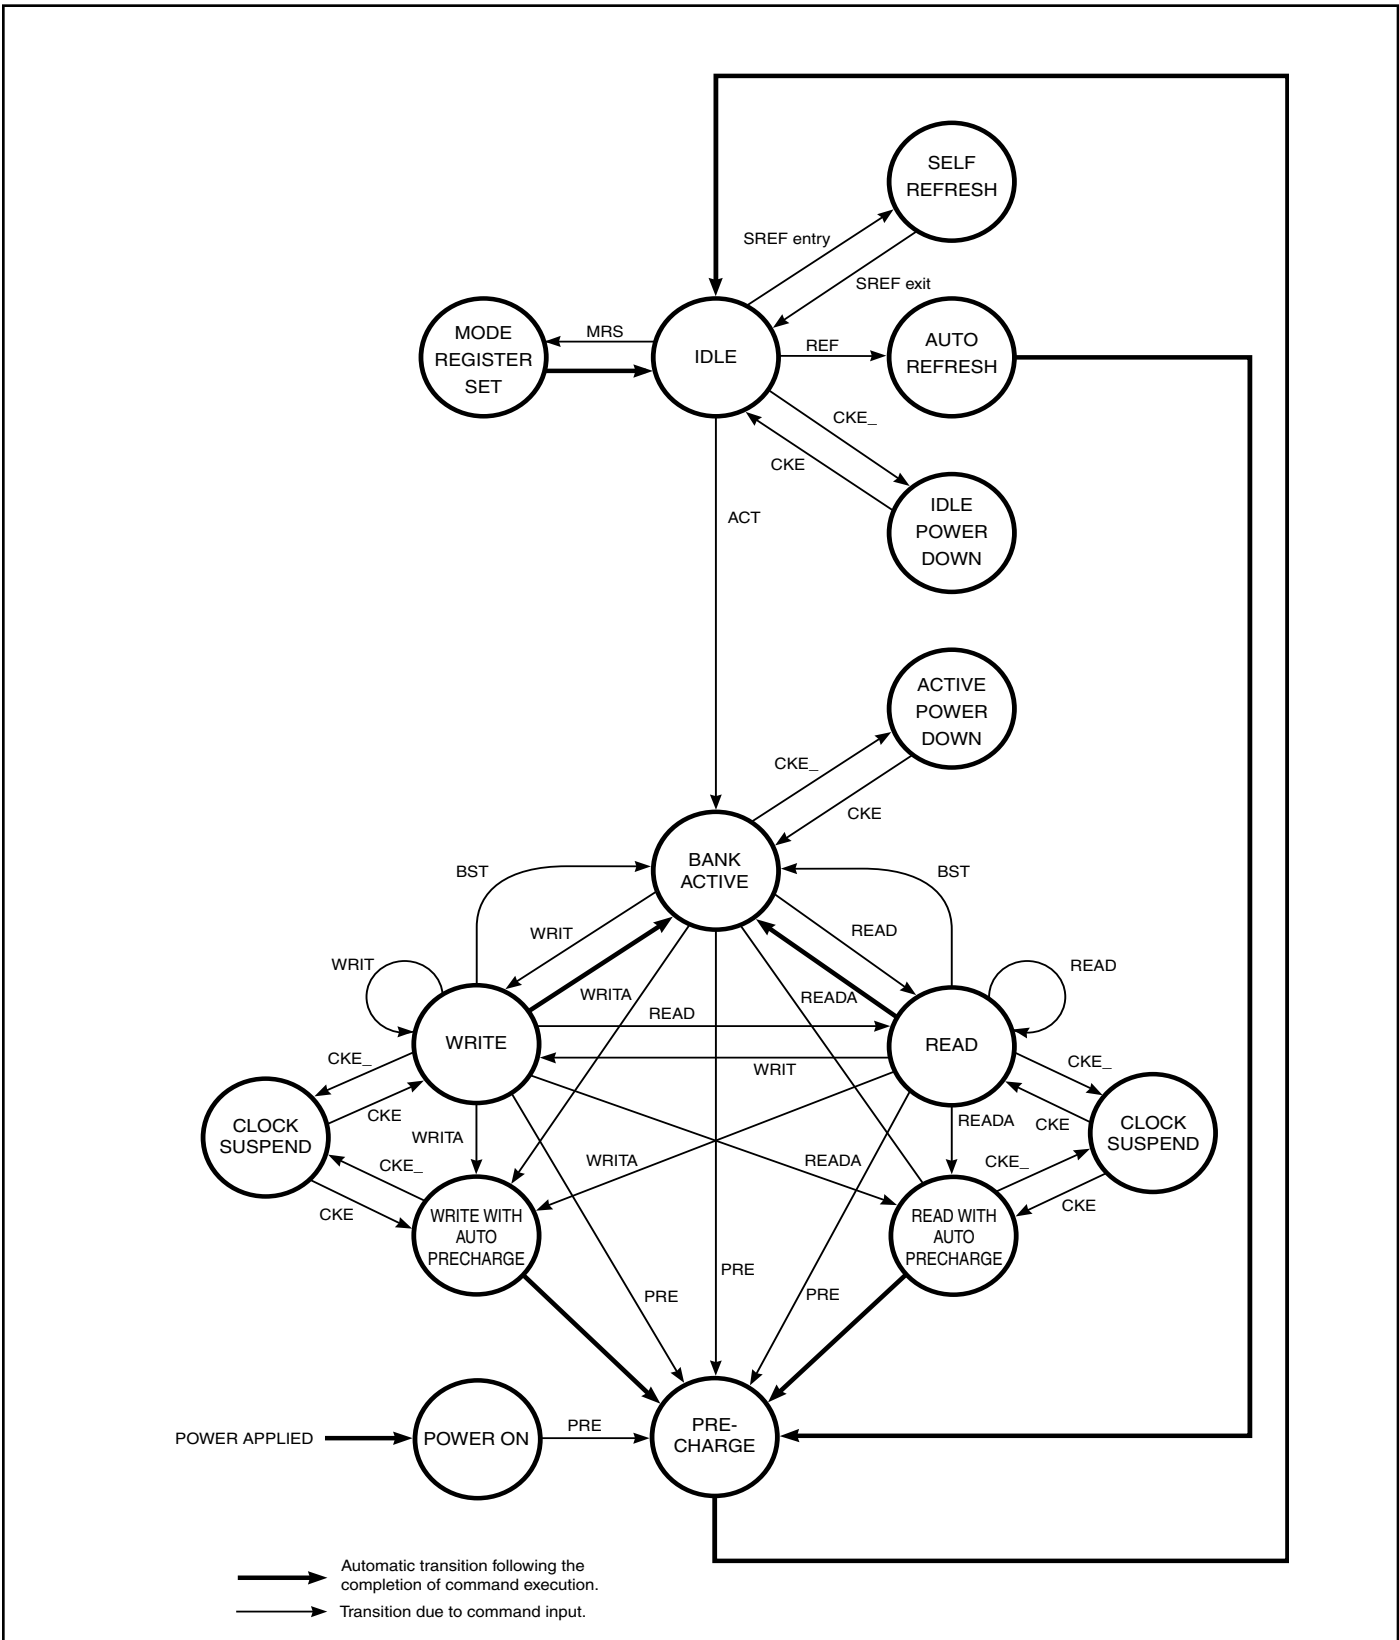 SELF
REFRESH
SREF entry
SREF exit
MODE
REGISTER
SET
MRS
IDLE
REF
AUTO
REFRESH
CKE_
CKE
IDLE
POWER
DOWN
ACT
ACTIVE
POWER
DOWN
CKE_
CKE
BANK
ACTIVE
BST
BST
WRIT
READ
WRIT
READ
WRITA
READA
READ
WRITE
READ
WRIT
CKE_
CKE_
CKE
CKE
CLOCK
SUSPEND
CLOCK
SUSPEND
WRITA
READA
CKE_
WRITA
READA
CKE_
CKE
CKE
WRITE WITH
AUTO
PRECHARGE
READ WITH
AUTO
PRECHARGE
PRE
PRE
PRE
POWER APPLIED
POWER ON
PRE
PRE-
CHARGE
Automatic transition following the
completion of command execution.
Transition due to command input.